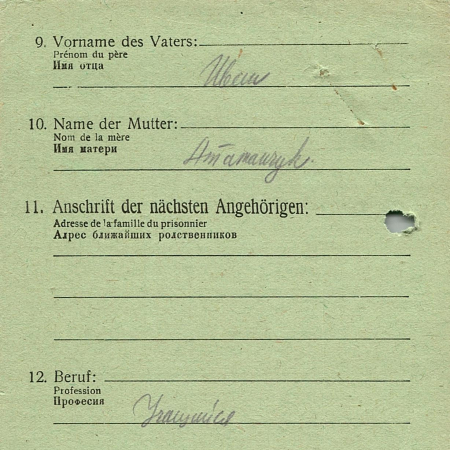 9. Vorname des Vaters:
Prénom du père
Имя отца
Иван
10. Name der Mutter:
Nom de la mère
Имя матери
11. Anschrift der nächsten Angehörigen:
Adresse de la famille du prisonnier
Адрес ближайших ролственников
12. Beruf:
Profession
Професия